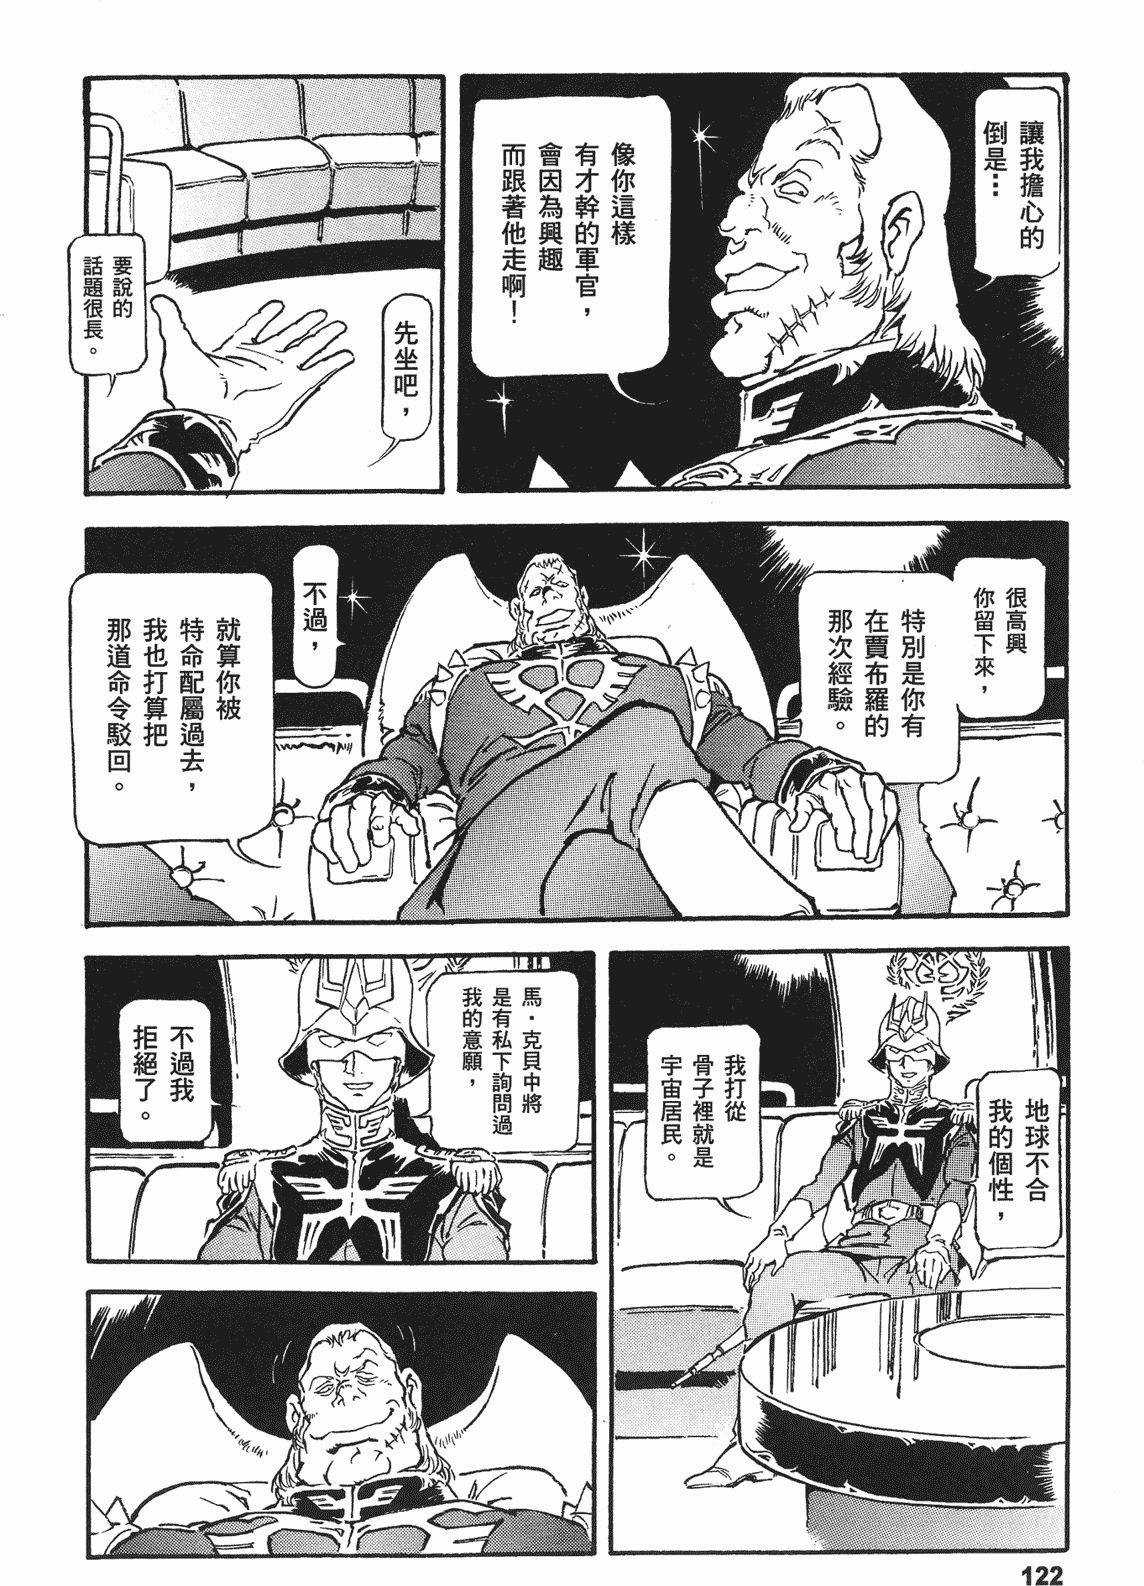 讓我擔心的
倒是…
像你這樣
有才幹的軍官，
會因為興趣
而跟著他走啊！
先坐吧，
要說的
話題很長。
很高興
你留下來，
特別是你有
在賈布羅的
那次經驗。
不過，
就算你被
特命配屬過去，
我也打算把
那道命令駁回。
地球不合
我的個性，
我打從
骨子裡就是
宇宙居民。
馬・克貝中將
是有私下詢問過
我的意願，
不過我
拒絕了。
122